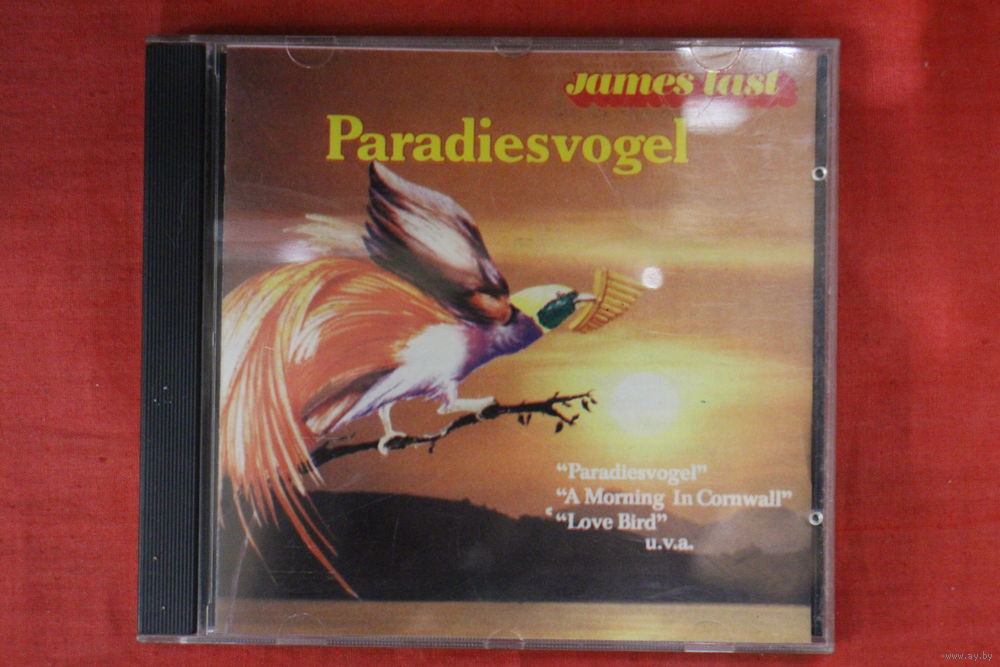 James Last
Paradiesvogel
“Paradiesvogel”
“A Morning In Cornwall”
“Love Bird”
u.v.a.
www.ay.by